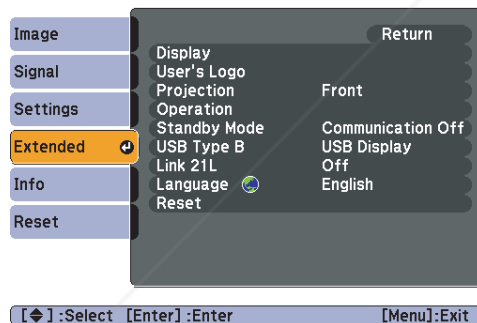 Image
Signal
Settings
Extended
Info
Reset
Return
Display
User's Logo
Projection Front
Operation
Standby Mode Communication Off
USB Type B USB Display
Link 21L Off
Language English
Reset
[◆] :Select [Enter] :Enter [Menu]:Exit